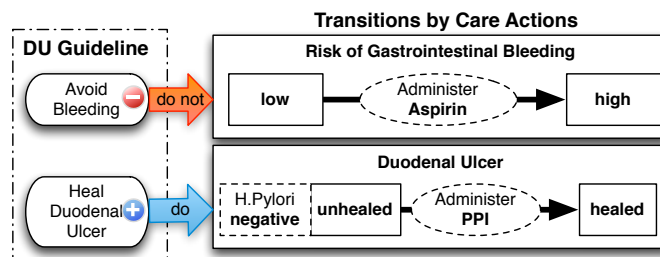 Transitions by Care Actions
DU Guideline
Avoid
Bleeding
do not
Risk of Gastrointestinal Bleeding
low
Administer
Aspirin
high
Heal
Duodenal
Ulcer
do
Duodenal Ulcer
H.Pylori
negative
unhealed
Administer
PPI
healed